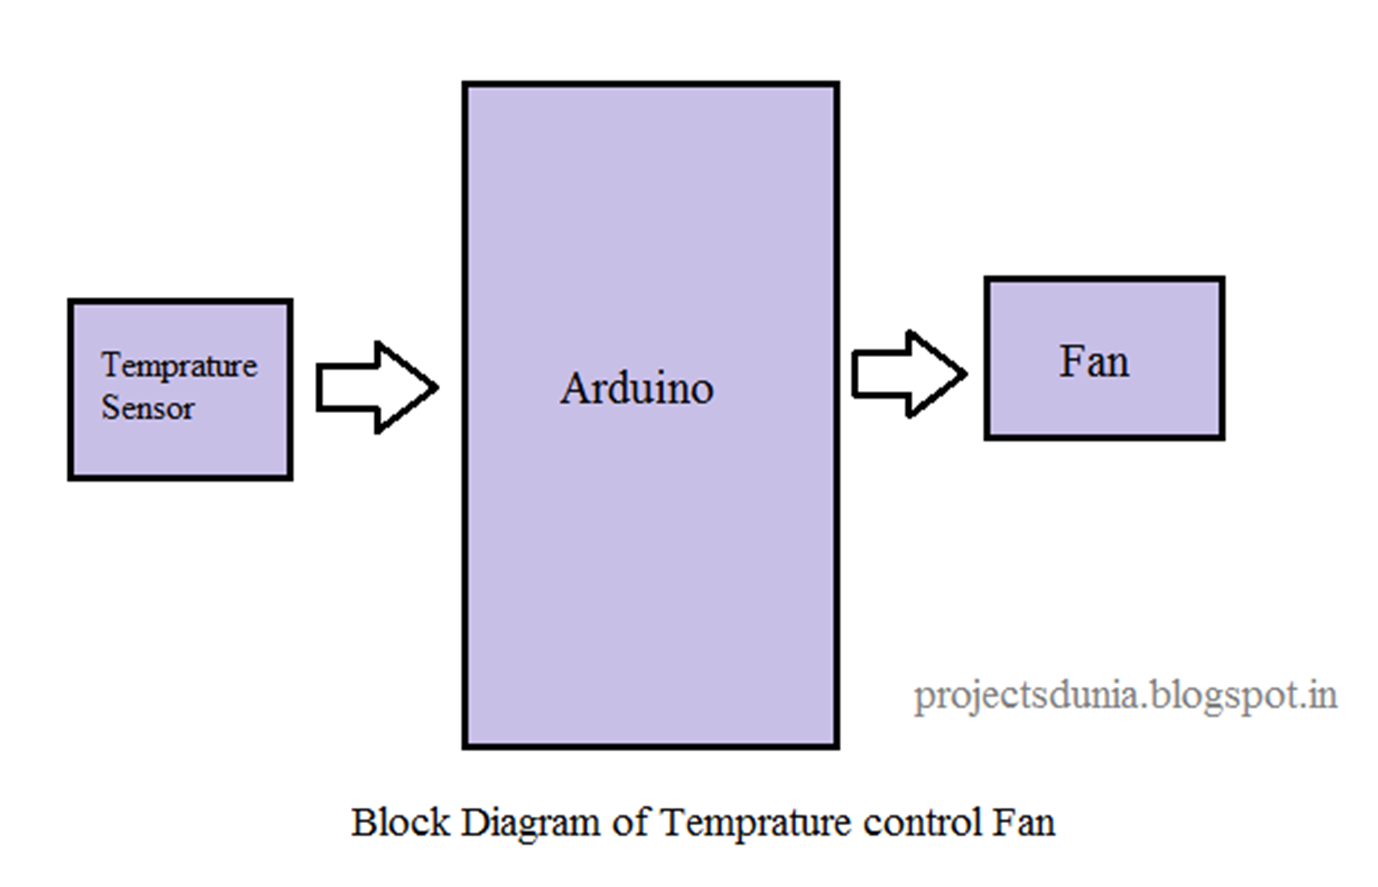 Temprature
Sensor
Arduino
Fan
projectsdunia.blogspot.in
Block Diagram of Temprature control Fan